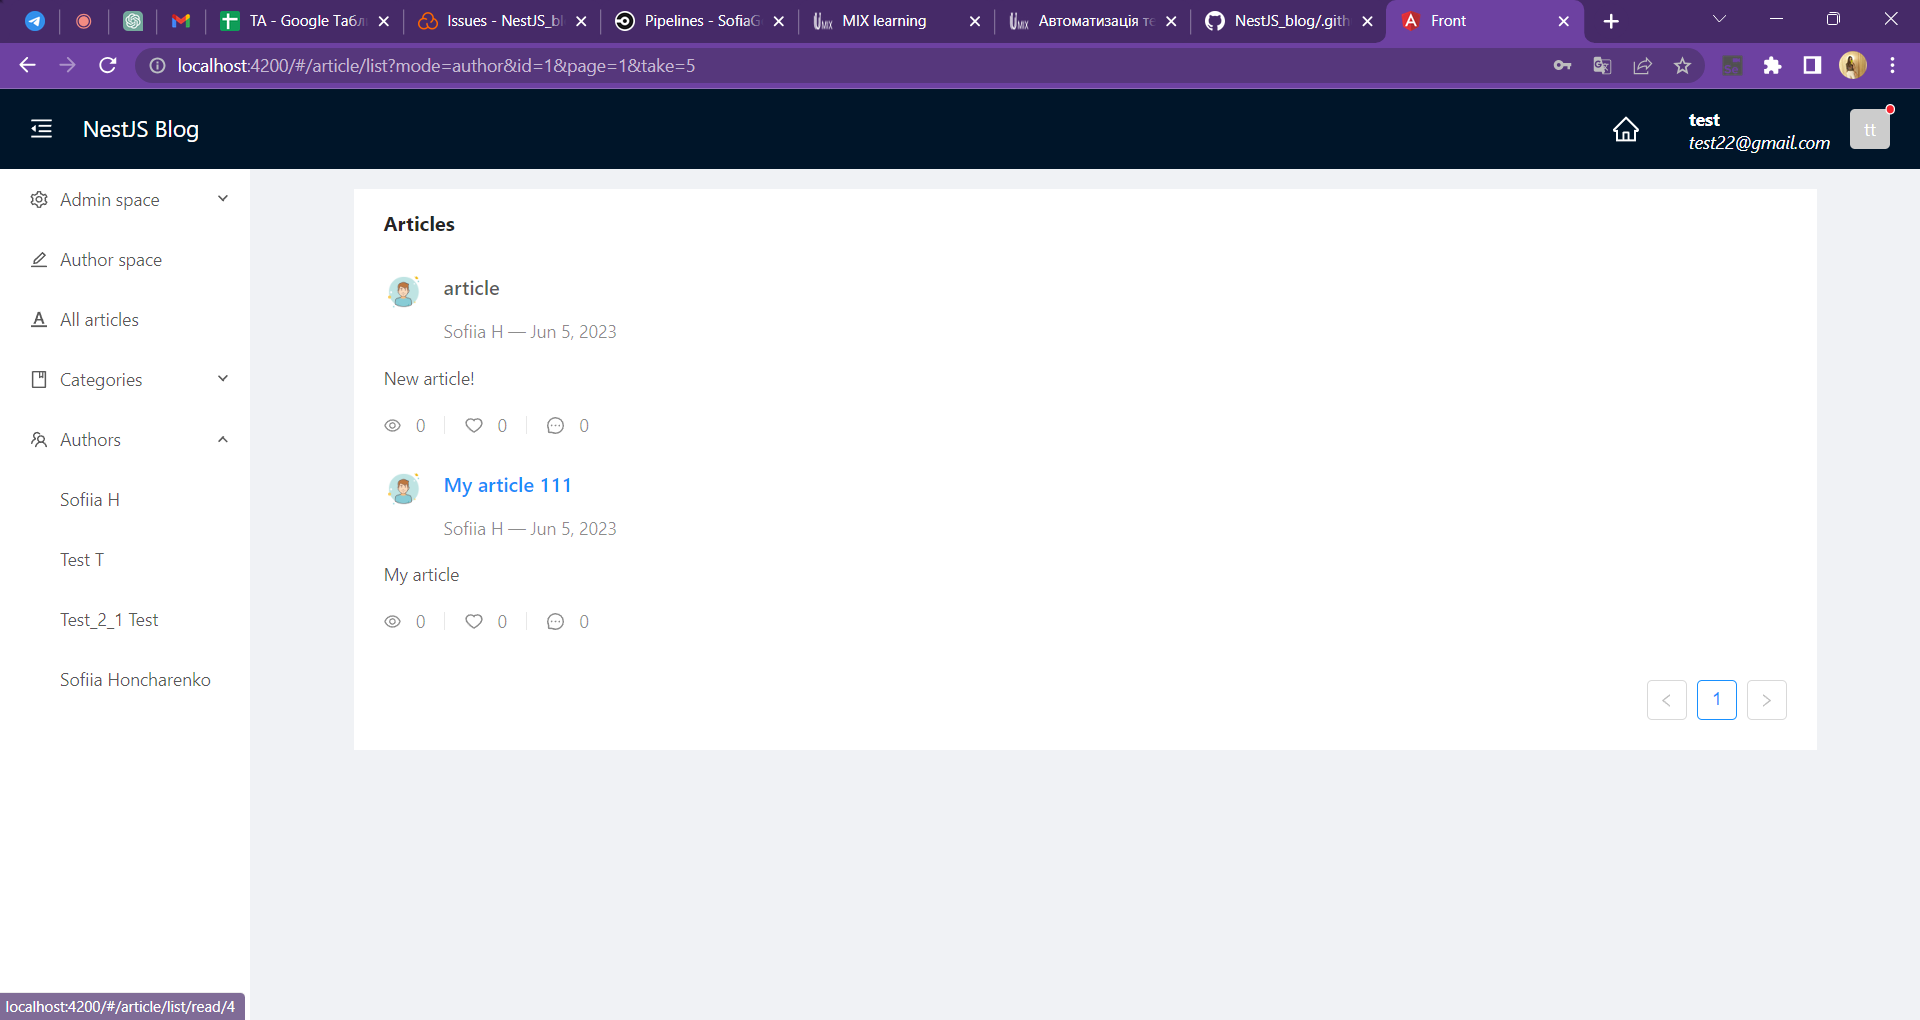 TA - Google Табл
Issues - NestJS_bl
Pipelines - SofiaG
MIX learning
Автоматизація те
NestJS_blog/.gith
Front
localhost:4200/#/article/list?mode=author&id=1&page=1&take=5
NestJS Blog
test
test22@gmail.com
tt
Admin space
Author space
All articles
Categories
Authors
Sofiia H
Test T
Test_2_1 Test
Sofiia Honcharenko
Articles
article
Sofiia H — Jun 5, 2023
New article!
0 0 0
My article 111
Sofiia H — Jun 5, 2023
My article
0 0 0
< 1 >
localhost:4200/#/article/list/read/4